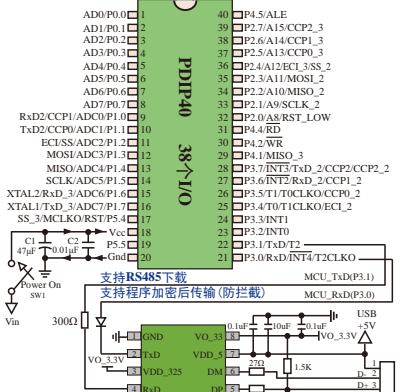 AD0/P0.0 1 40 P4.5/ALE
AD1/P0.1 2 39 P2.7/A15/CCP2_3
AD2/P0.2 3 38 P2.6/A14/CCP1_3
AD3/P0.3 4 37 P2.5/A13/CCP0_3
AD4/P0.4 5 36 P2.4/A12/ECI_3/SS_2
AD5/P0.5 6 35 P2.3/A11/MOSI_2
AD6/P0.6 7 34 P2.2/A10/MISO_2
AD7/P0.7 8 33 P2.1/A9/SCLK_2
RxD2/CCP1/ADC0/P1.0 9 32 P2.0/A8/RST_LOW
TxD2/CCP0/ADC1/P1.1 10 31 P4.4/RD
ECI/SS/ADC2/P1.2 11 30 P4.2/WR
MOSI/ADC3/P1.3 12 29 P4.1/MISO_3
MISO/ADC4/P1.4 13 28 P3.7/INT3/TxD_2/CCP2/CCP2_2
SCLK/ADC5/P1.5 14 27 P3.6/INT2/RxD_2/CCP1_2
XTAL2/RxD_3/ADC6/P1.6 15 26 P3.5/T1/T0CLKO/CCP0_2
XTAL1/TxD_3/ADC7/P1.7 16 25 P3.4/T0/T1CLKO/ECI_2
SS_3/MCLKO/RST/P5.4 17 24 P3.3/INT1
Vcc 18 23 P3.2/INT0
P5.5 19 22 P3.1/TxD/T2
Gnd 20 21 P3.0/RxD/INT4/T2CLKO
PDIP40
38个I/O
C1
47μF
C2
0.01μF
Power On
SW1
Vin
支持RS485下载
支持程序加密后传输(防拦截)
MCU_TxD(P3.1)
MCU_RxD(P3.0)
300Ω
0.1uF 10uF 0.1uF
USB
+5V
1 GND VO_33 8 VO_3.3V
2 TxD VDD_5 7
VO_3.3V
3 VDD_325 DM 6 27Ω
4 RxD DP 5
1.5K
1
D- 2
D+ 3